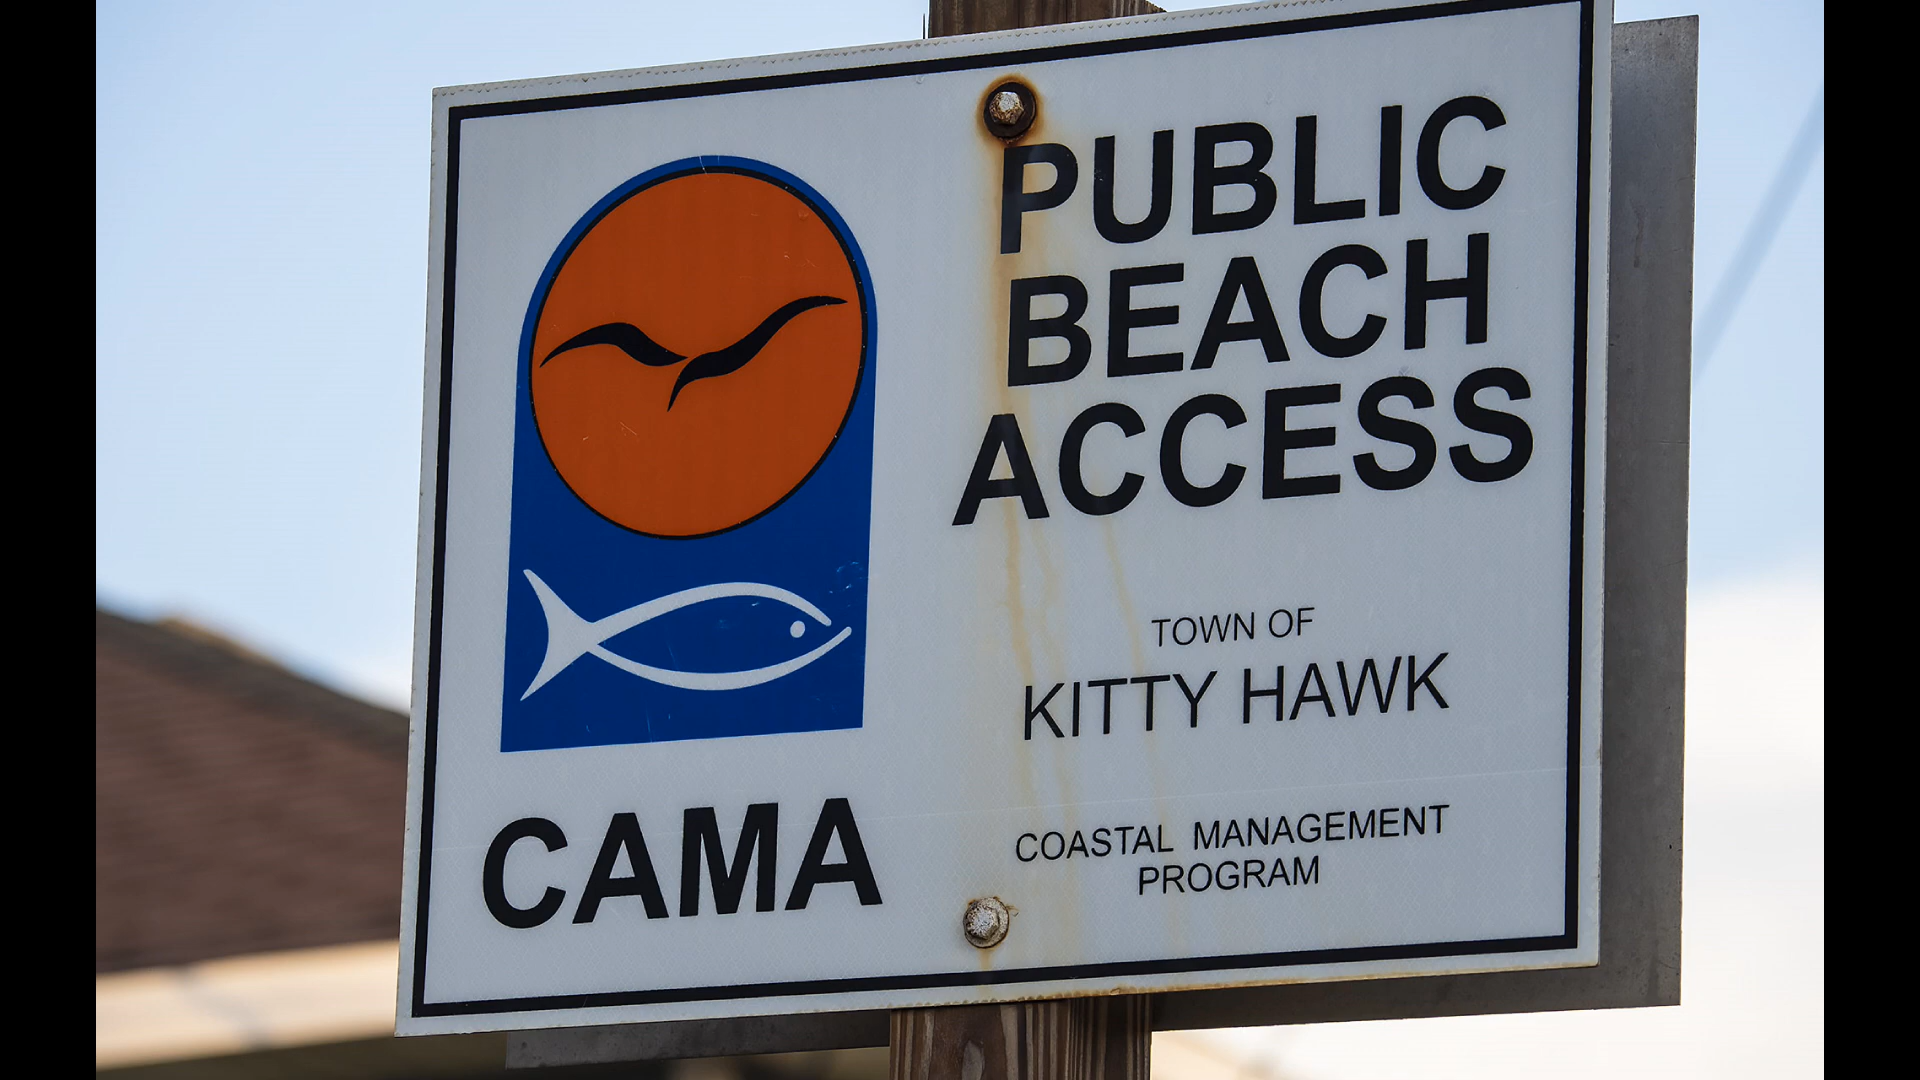 PUBLIC
BEACH
ACCESS
TOWN OF
KITTY HAWK
COASTAL MANAGEMENT
PROGRAM
CAMA